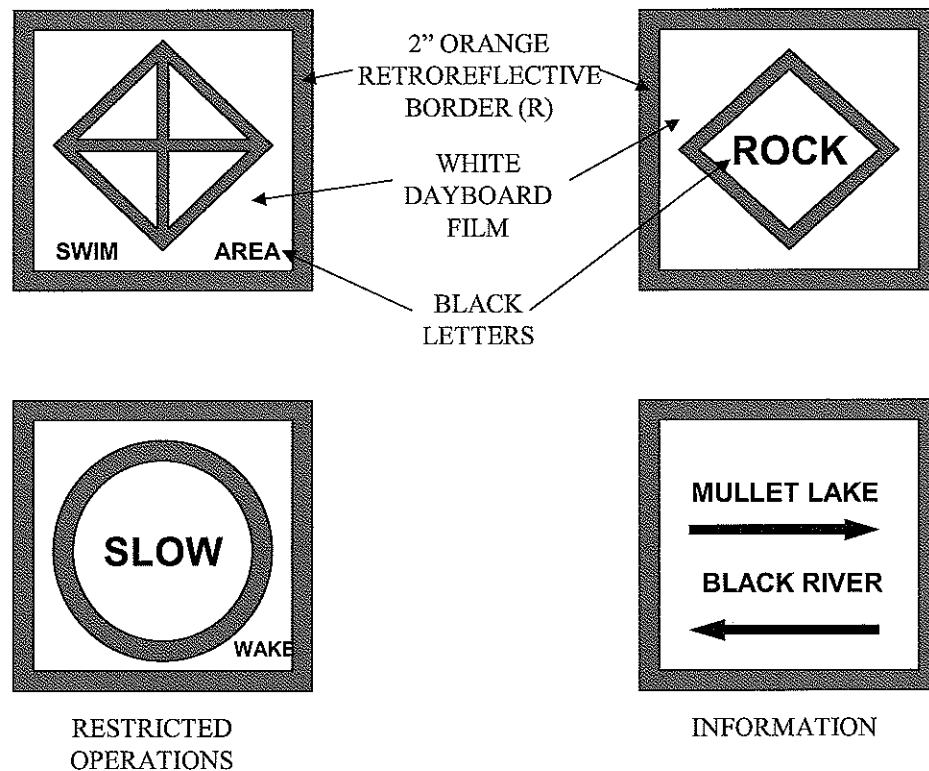 2” ORANGE
RETROREFLECTIVE
BORDER (R)
WHITE
DAYBOARD
FILM
SWIM AREA
ROCK
BLACK
LETTERS
SLOW
WAKE
MULLET LAKE
BLACK RIVER
RESTRICTED
OPERATIONS
INFORMATION